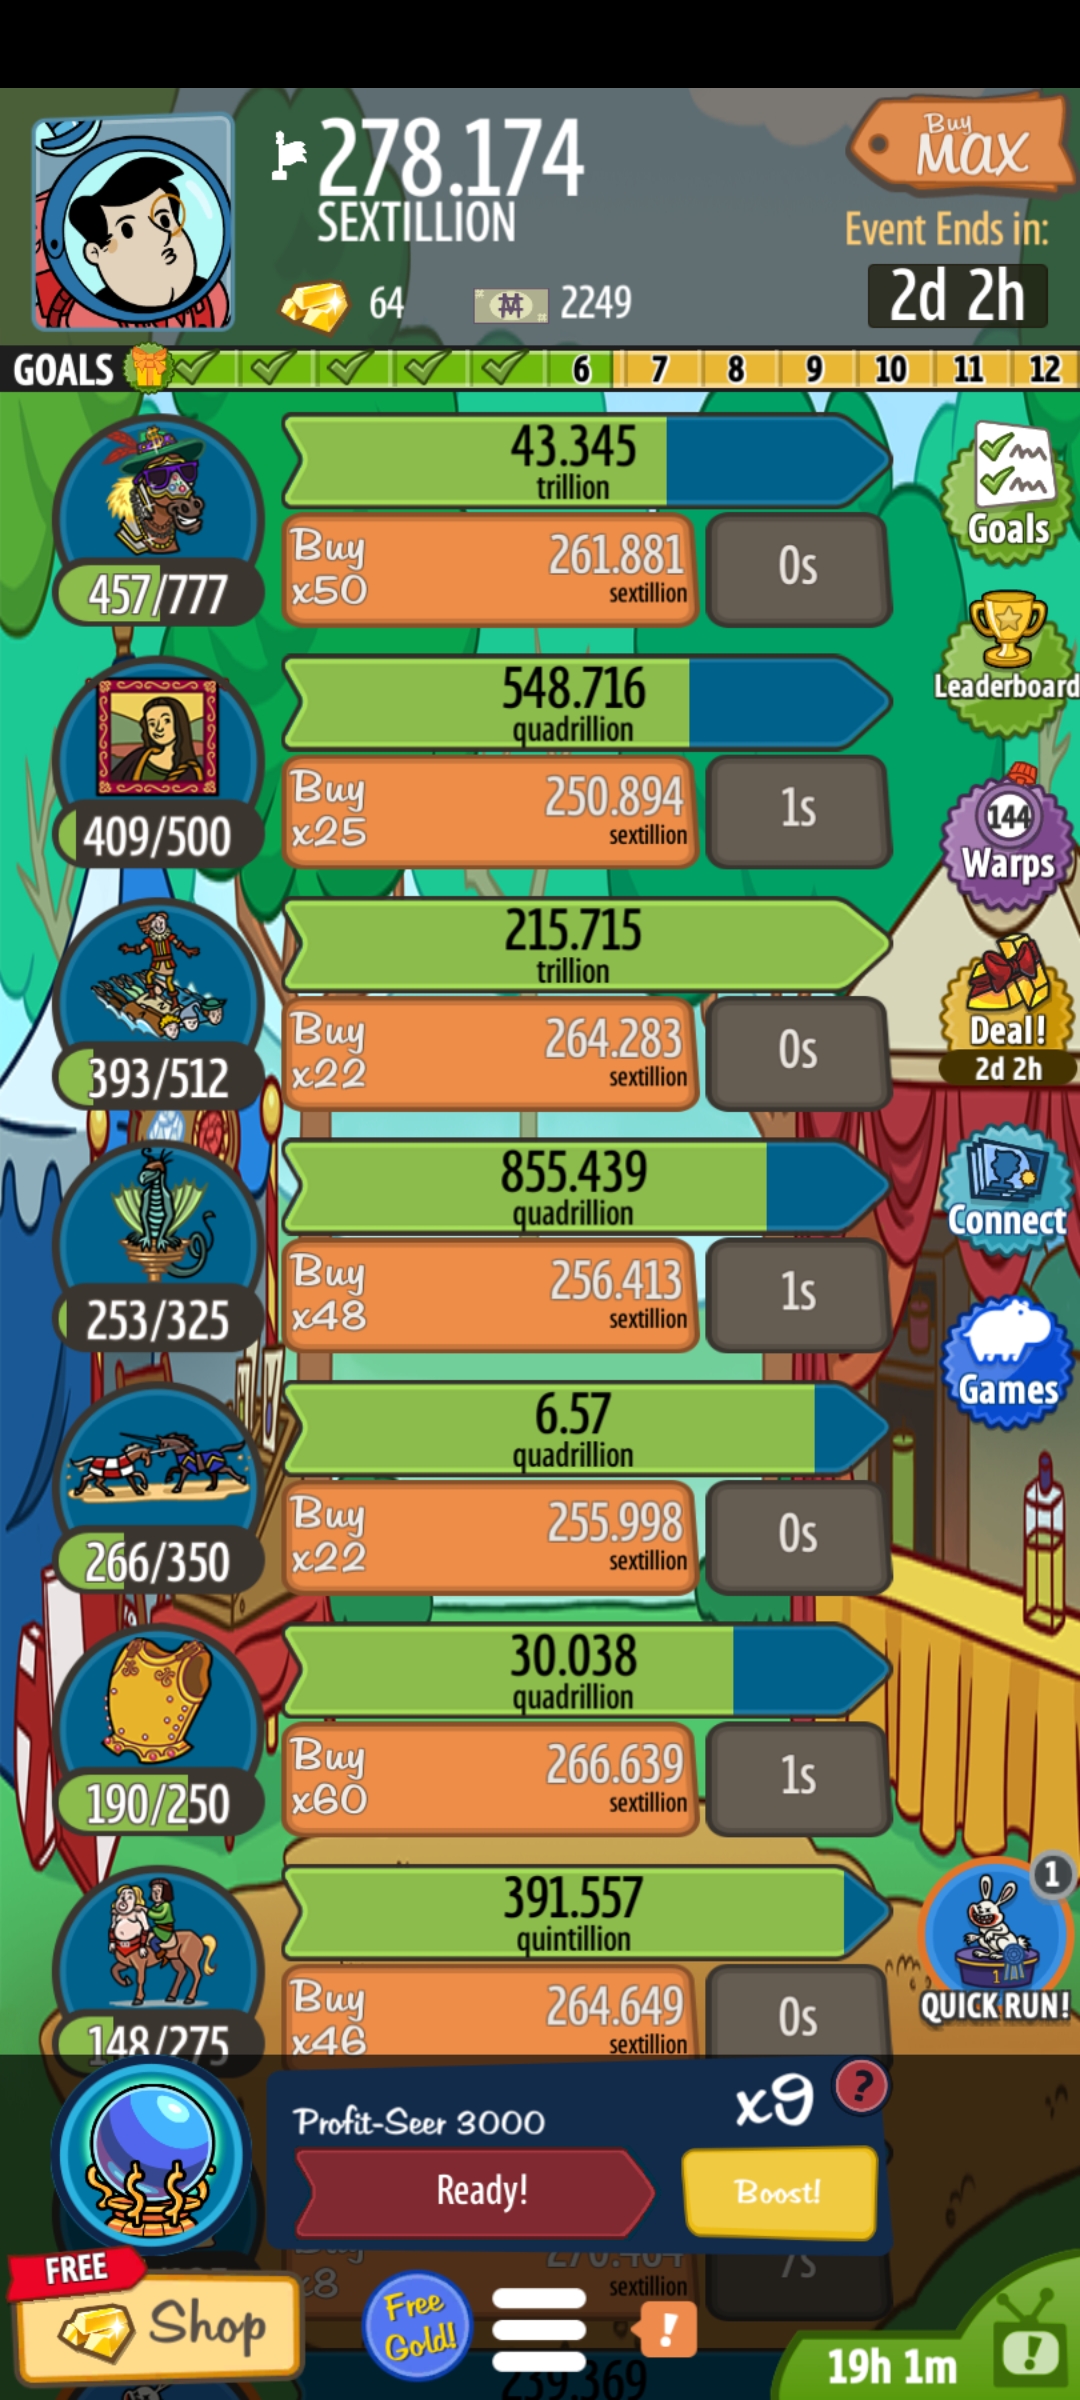 278.174
SEXTILLION
64
2249
Buy
MAX
Event Ends in:
2d 2h
GOALS
6 7 8 9 10 11 12
43.345
trillion
457/777
Buy
x50
261.881
sextillion
0s
Goals
548.716
quadrillion
409/500
Buy
x25
250.894
sextillion
1s
Leaderboard
144
Warps
215.715
trillion
393/512
Buy
x22
264.283
sextillion
0s
Deal!
2d 2h
855.439
quadrillion
253/325
Buy
x48
256.413
sextillion
1s
Connect
Games
6.57
quadrillion
266/350
Buy
x22
255.998
sextillion
0s
30.038
quadrillion
190/250
Buy
x60
266.639
sextillion
1s
391.557
quintillion
148/275
Buy
x46
264.649
sextillion
0s
1
1
QUICK RUN!
Profit-Seer 3000
x9
?
Ready!
Boost!
x8
sextillion
7s
FREE
Shop
Free
Gold!
!
239.369
19h 1m
!